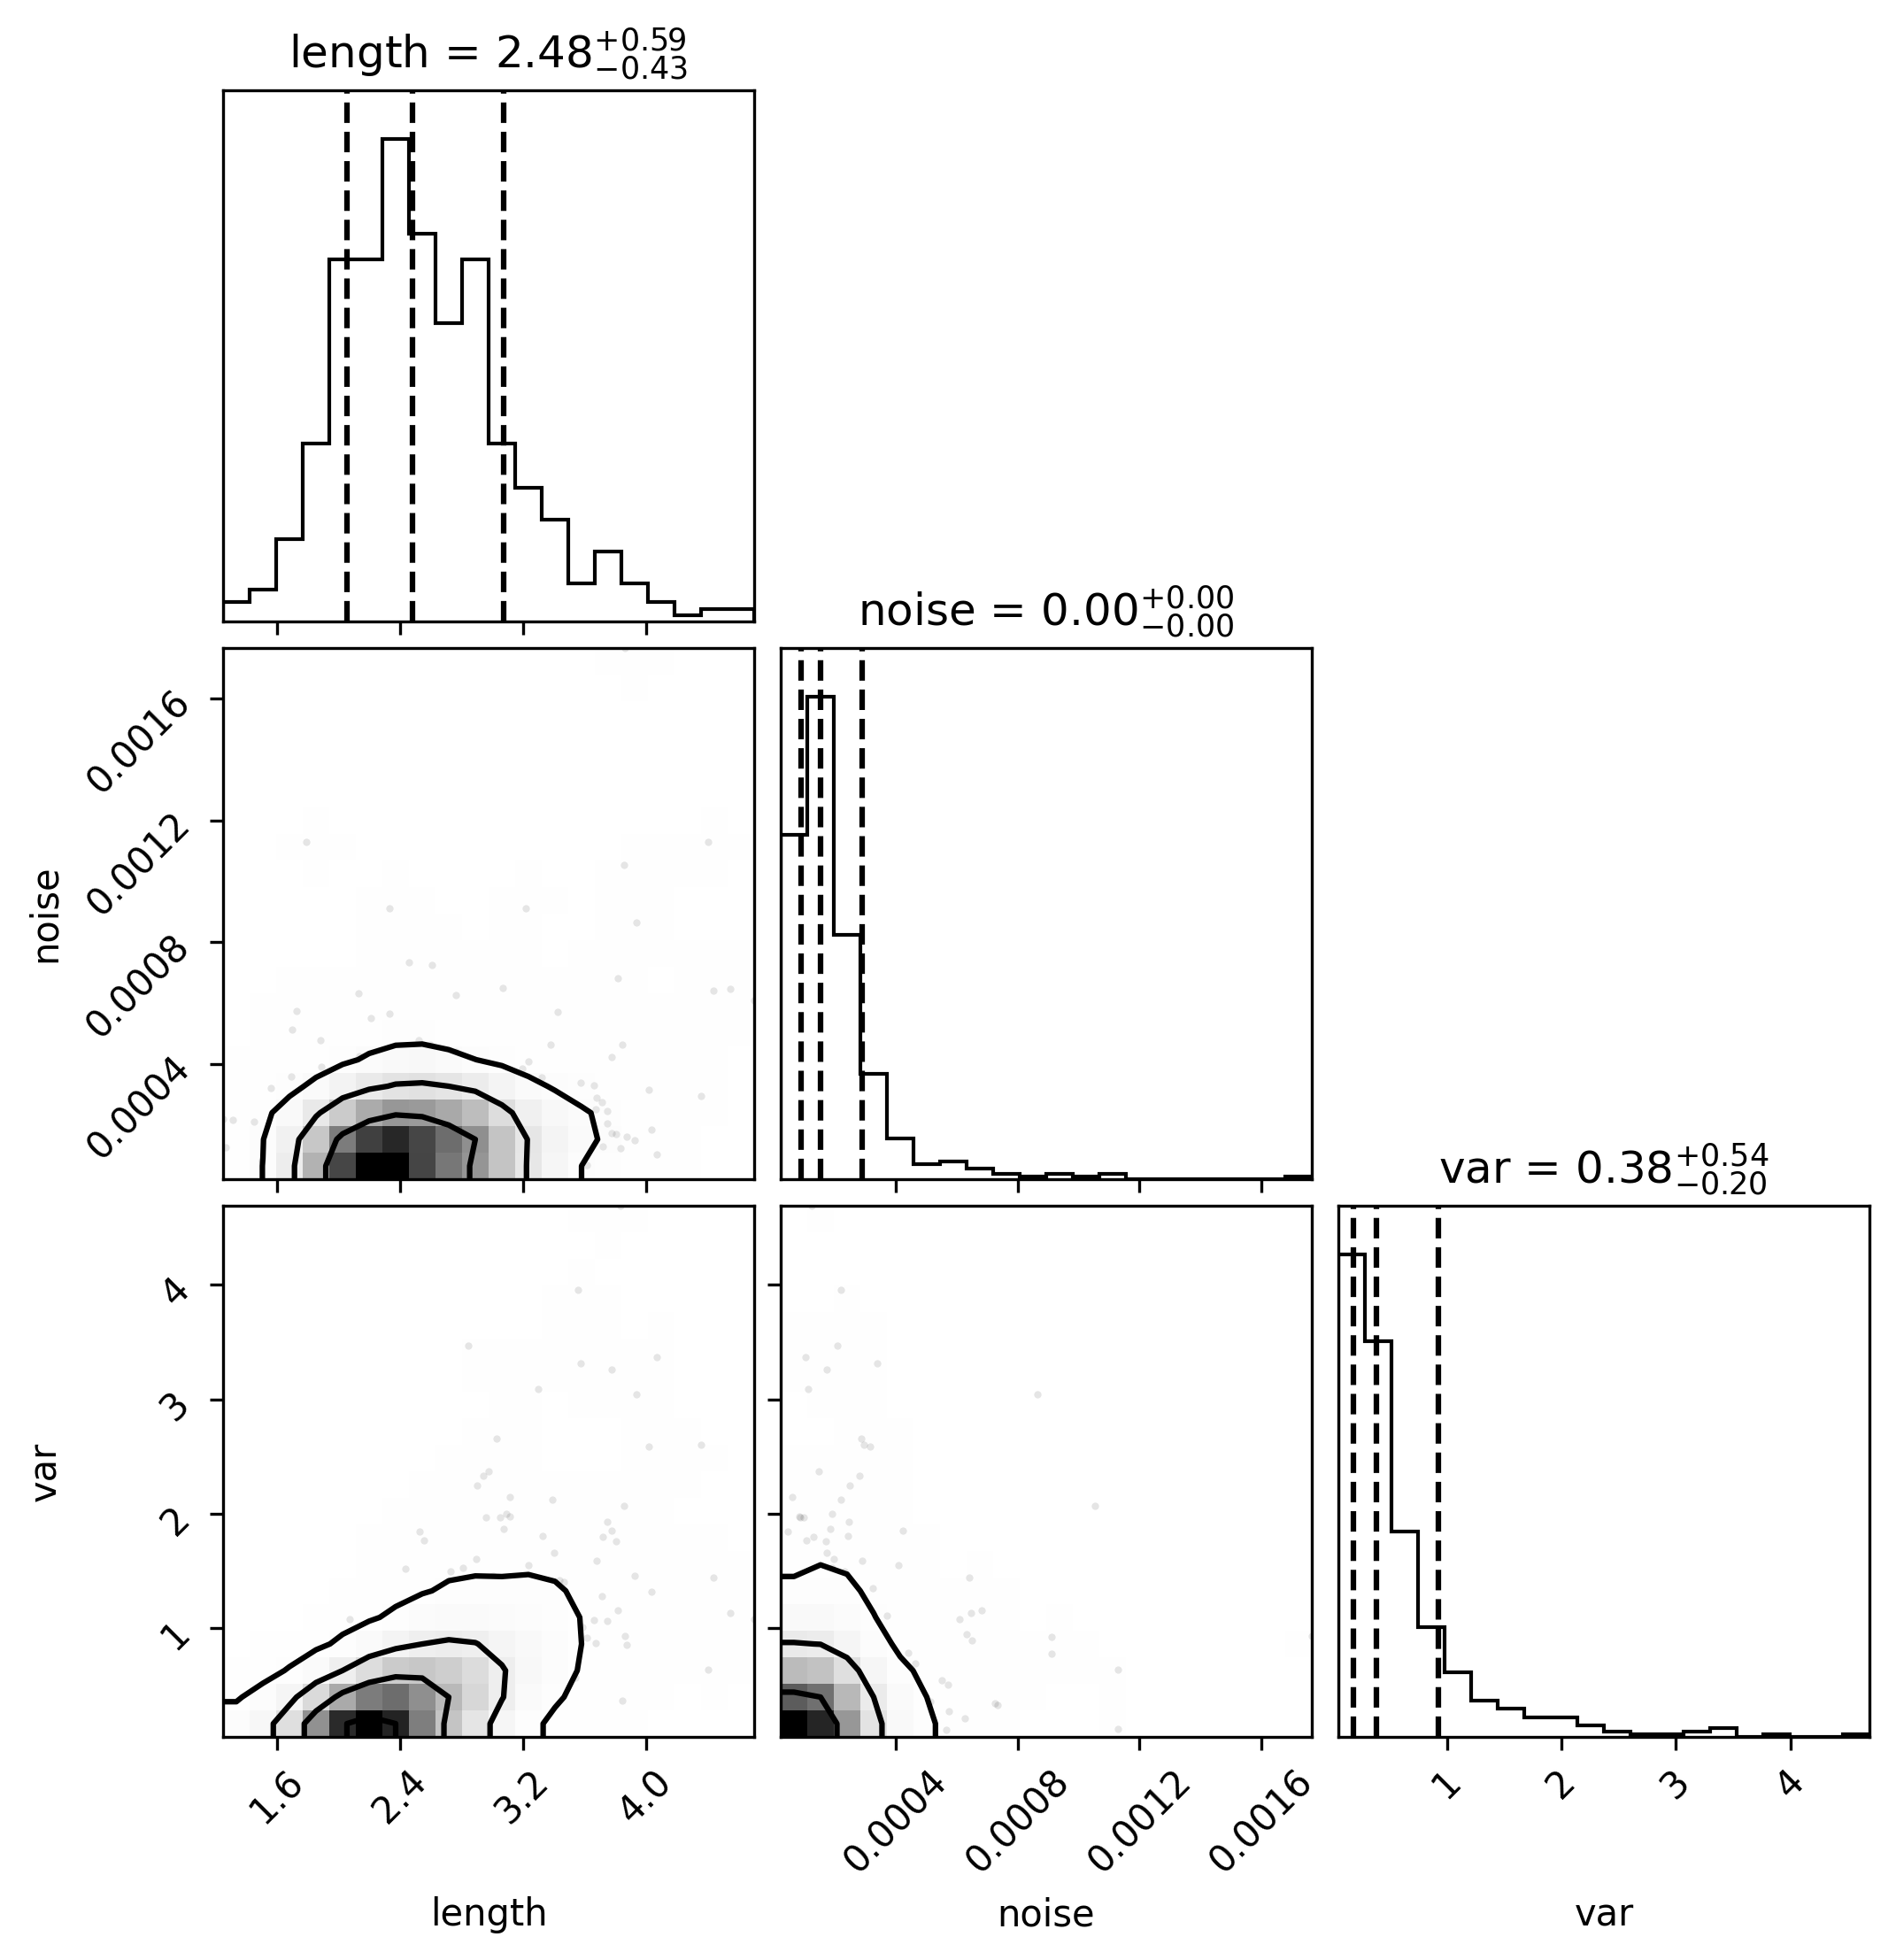 length = 2.48+0.59−0.43
noise = 0.00+0.00−0.00
0.0016
0.0012
0.0008
0.0004
noise
var = 0.38+0.54−0.20
4
3
2
1
var
1.6 2.4 3.2 4.0 0.0004 0.0008 0.0012 0.0016 1 2 3 4
length noise var